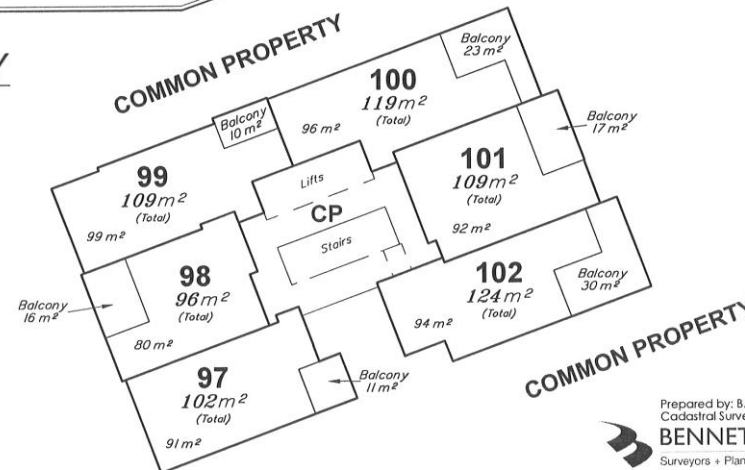 COMMON PROPERTY
Balcony
23 m²
100
119m²
(Total)
96 m²
Balcony
10 m²
Balcony
17 m²
99
109m²
(Total)
99 m²
Lifts
101
109m²
(Total)
92 m²
CP
Stairs
98
96m²
(Total)
80 m²
Balcony
16 m²
102
124m²
(Total)
94 m²
Balcony
30 m²
97
102m²
(Total)
91 m²
Balcony
11 m²
COMMON PROPERTY
Prepared by: B.
Cadastral Surve
BENNET
Surveyors + Plan